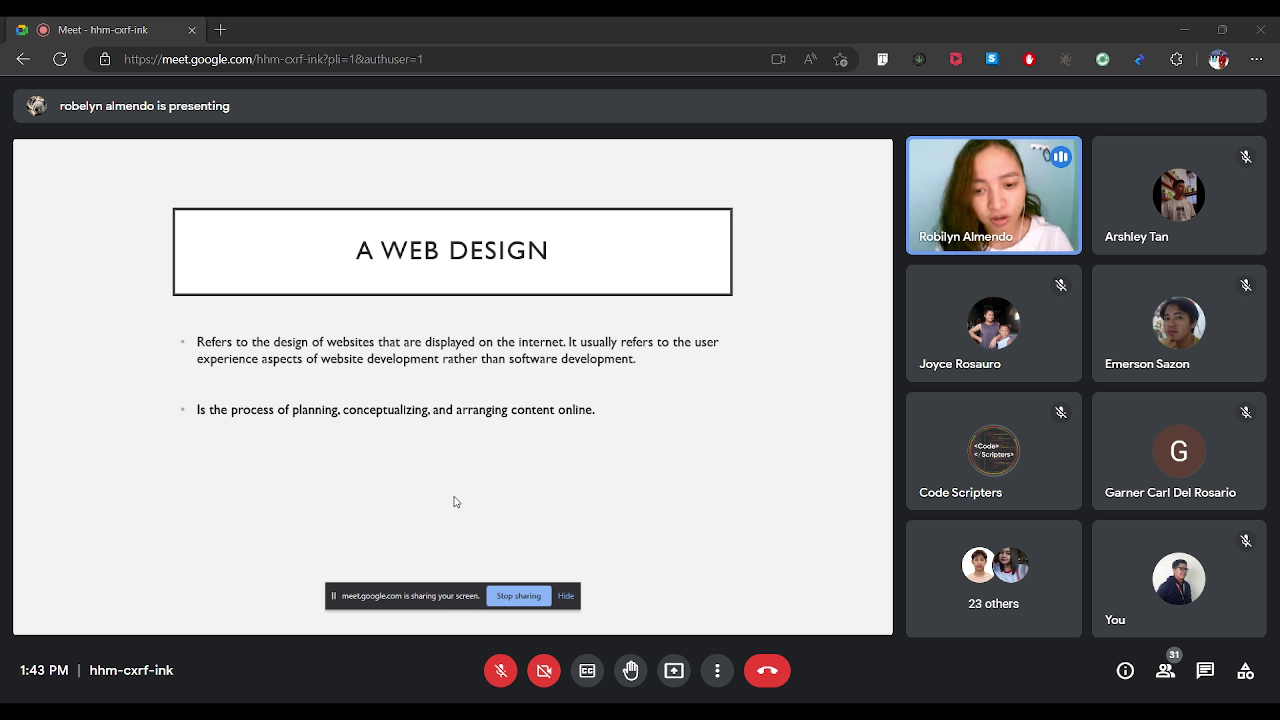 Meet - hhm-cxrf-ink
https://meet.google.com/hhm-cxrf-ink?pli=1&authuser=1
robelyn almendo is presenting
A WEB DESIGN
• Refers to the design of websites that are displayed on the internet. It usually refers to the user
experience aspects of website development rather than software development.
• Is the process of planning, conceptualizing, and arranging content online.
meet.google.com is sharing your screen. Stop sharing Hide
Robilyn Almendo
Arshley Tan
Joyce Rosauro
Emerson Sazon
<Code>
</Scripters>
Code Scripters
G
Garner Carl Del Rosario
23 others
You
1:43 PM | hhm-cxrf-ink
31